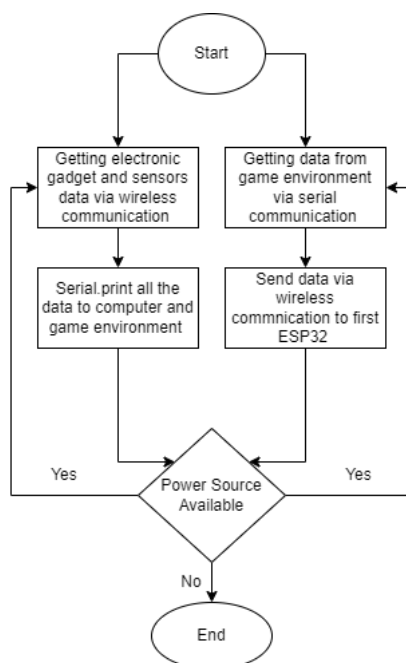 Start
Getting electronic
gadget and sensors
data via wireless
communication
Getting data from
game environment
via serial
communication
Serial.print all the
data to computer and
game environment
Send data via
wireless
commnication to first
ESP32
Yes
Power Source
Available
Yes
No
End